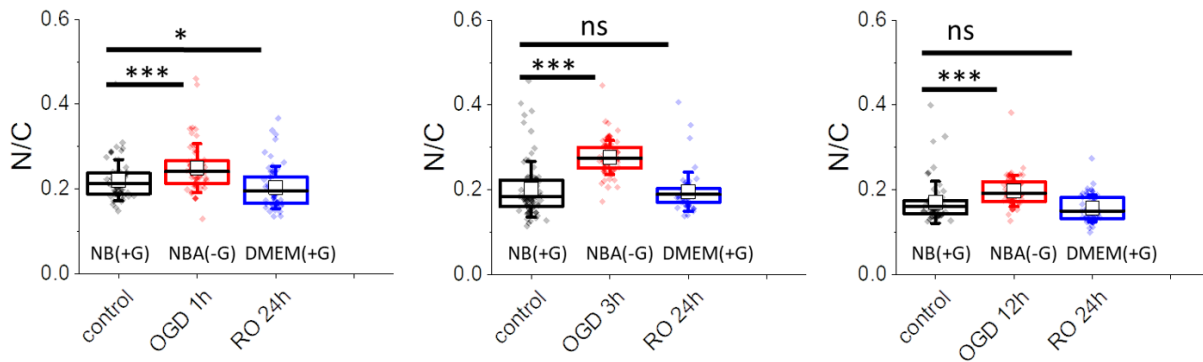 0.6
*
***
0.4
N/C
0.2
NB(+G) NBA(-G) DMEM(+G)
0.0
control
OGD 1h
RO 24h
0.6
ns
***
0.4
N/C
0.2
NB(+G) NBA(-G) DMEM(+G)
0.0
control
OGD 3h
RO 24h
0.6
ns
***
0.4
N/C
0.2
NB(+G) NBA(-G) DMEM(+G)
0.0
control
OGD 12h
RO 24h